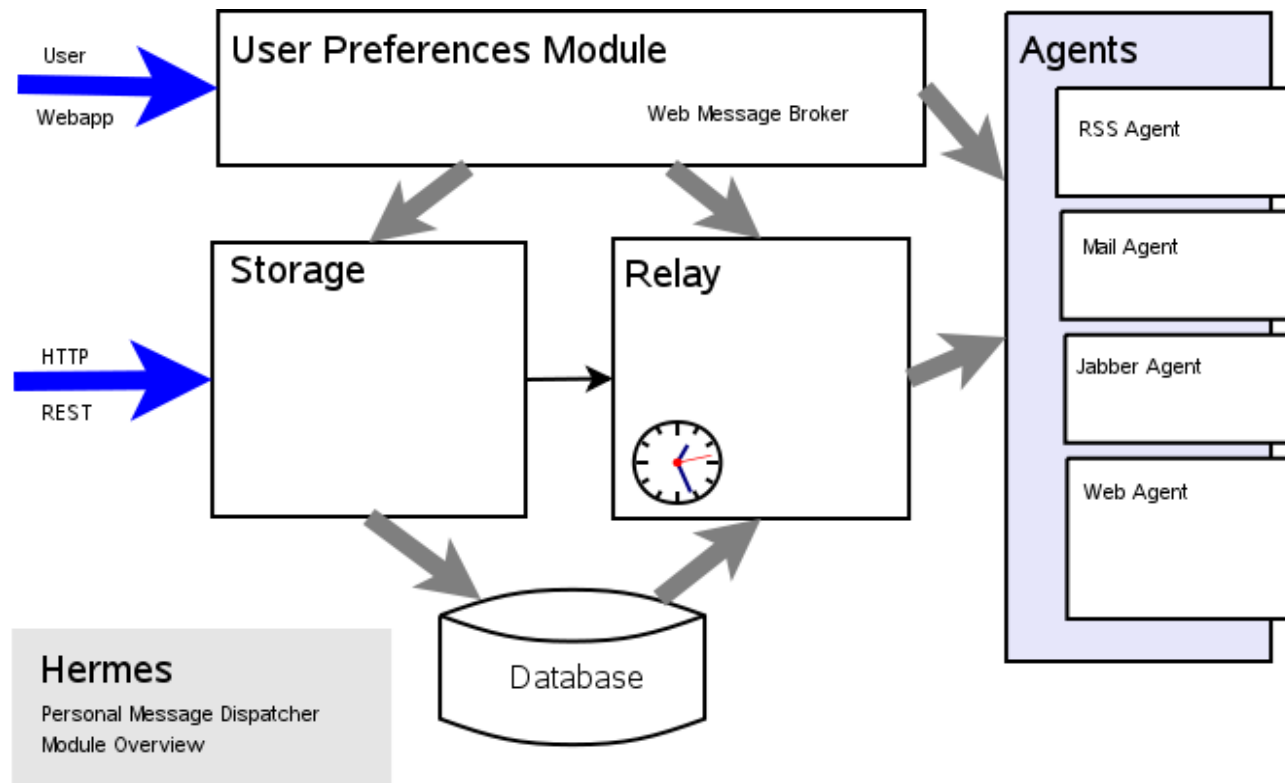 User
Webapp
User Preferences Module
Web Message Broker
Agents
RSS Agent
Mail Agent
Jabber Agent
Web Agent
HTTP
REST
Storage
Relay
Database
Hermes
Personal Message Dispatcher
Module Overview